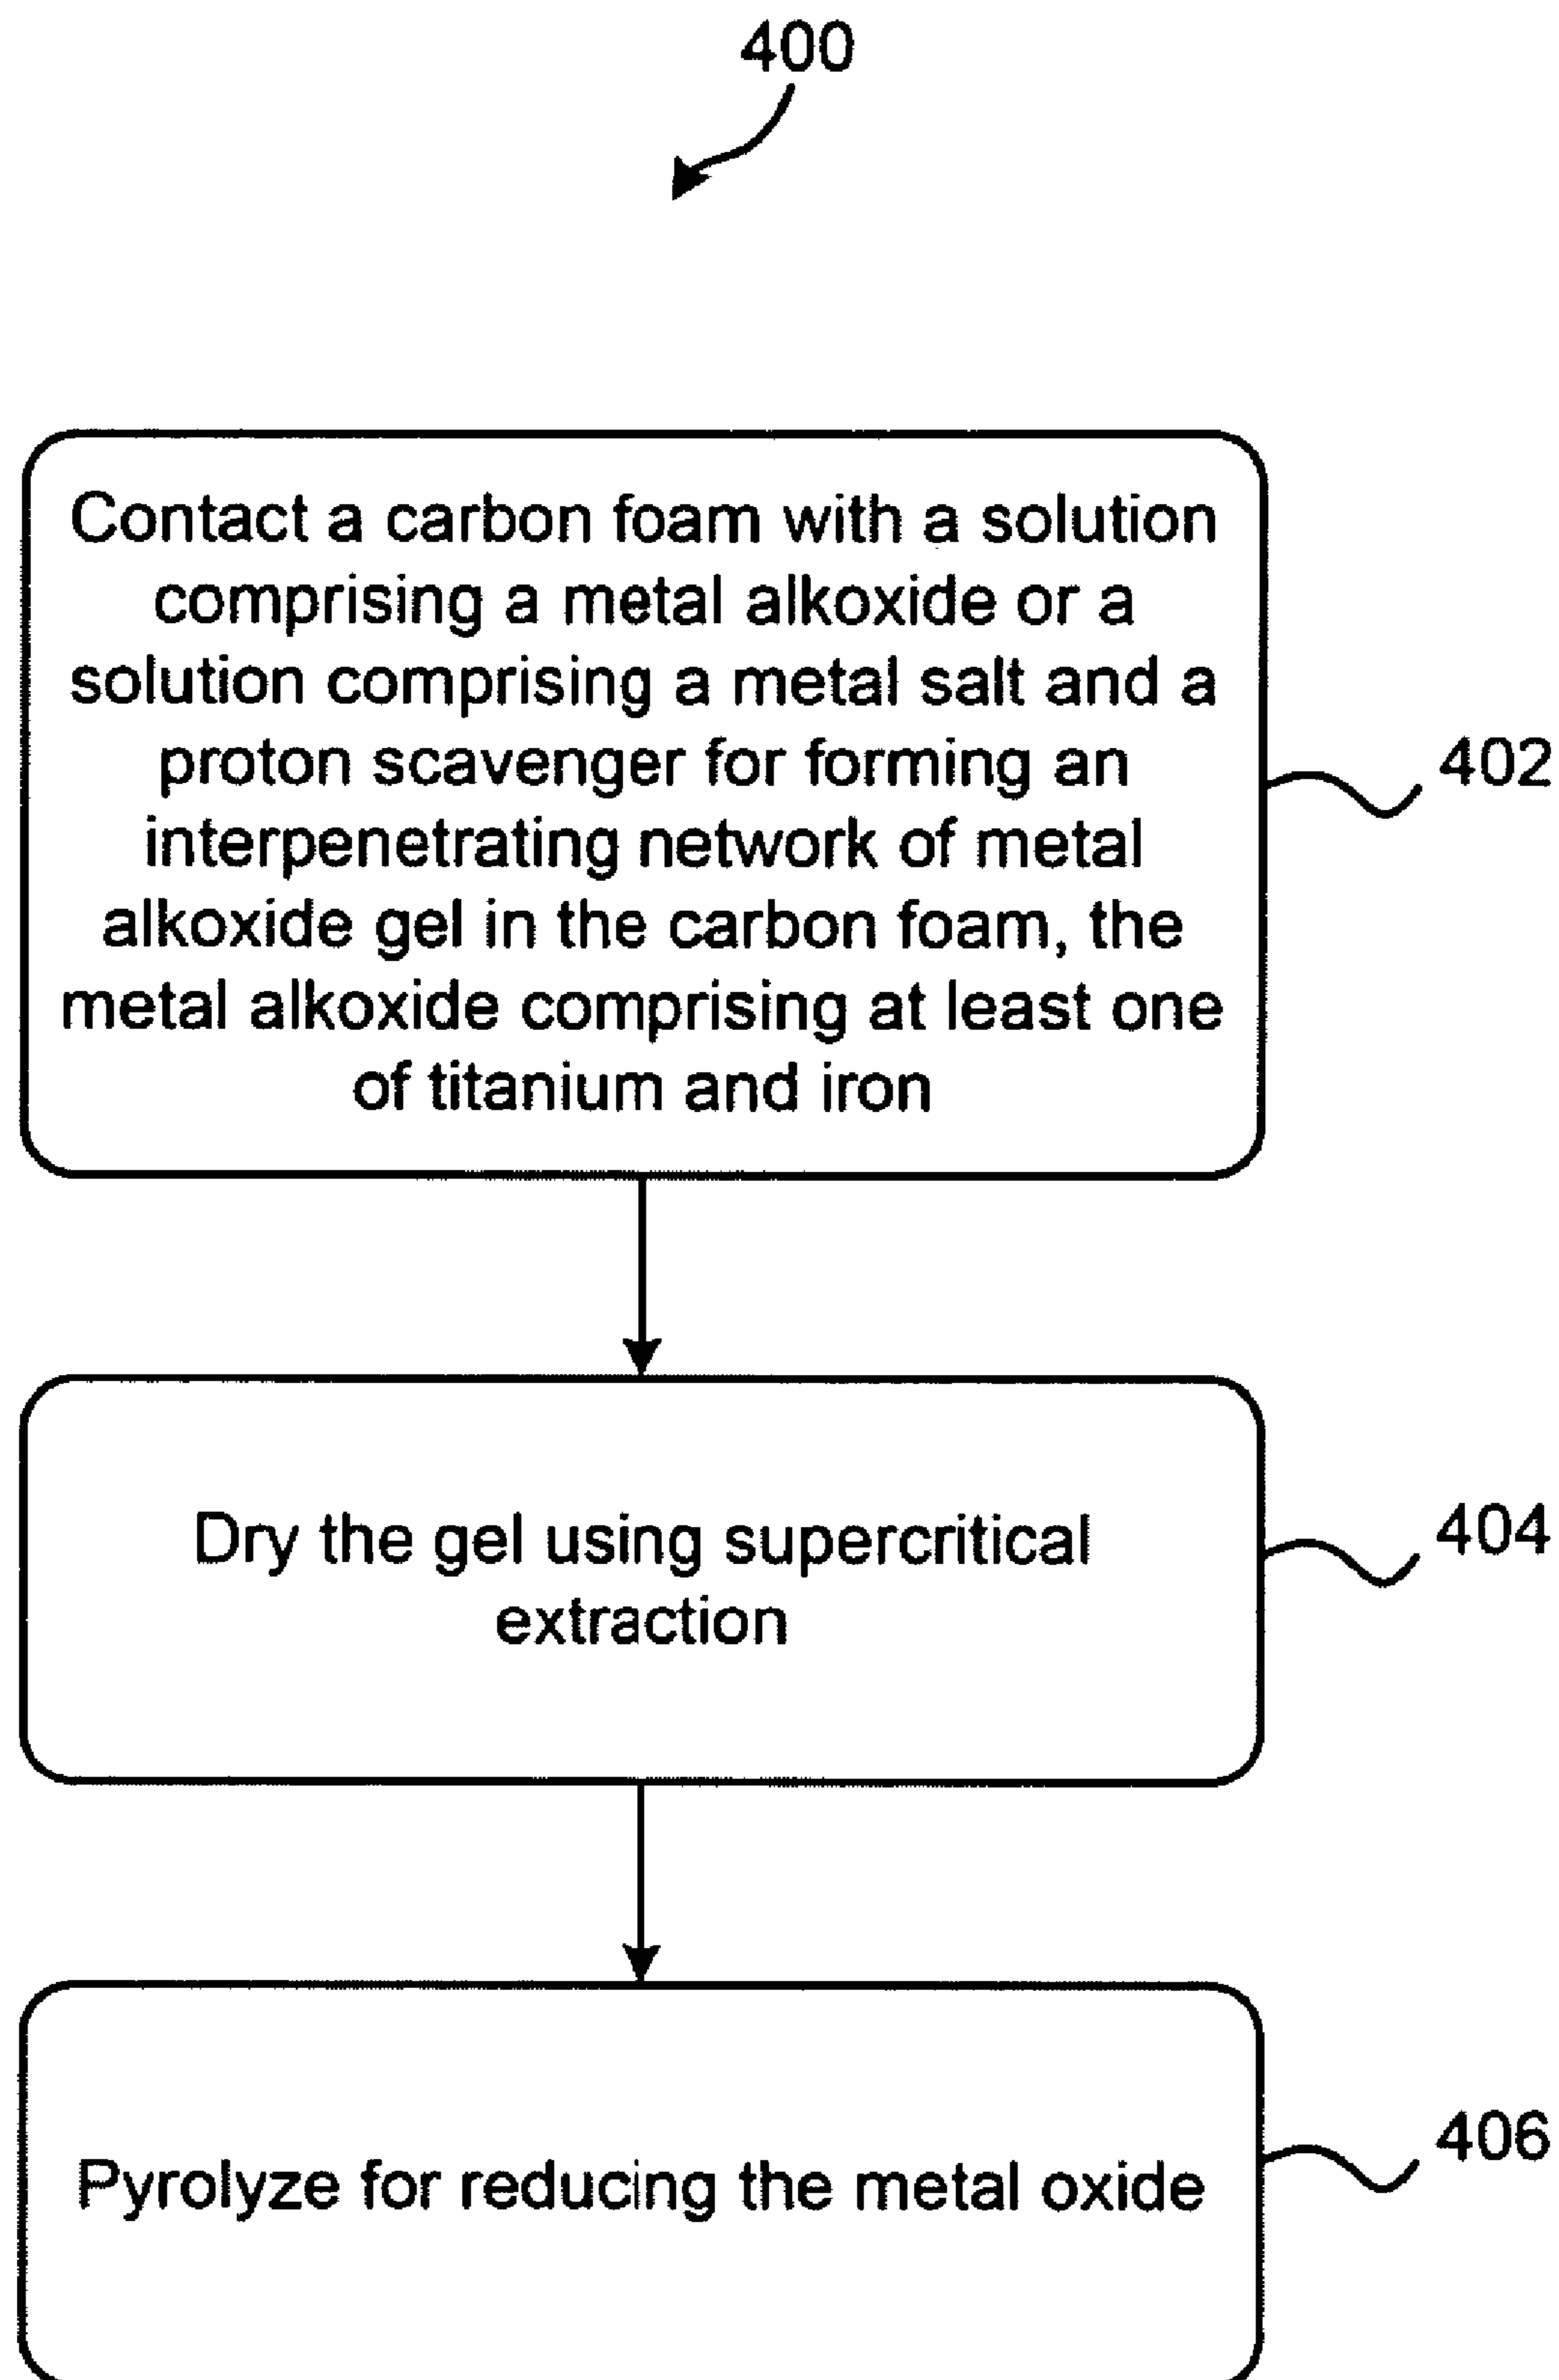 400
Contact a carbon foam with a solution
comprising a metal alkoxide or a
solution comprising a metal salt and a
proton scavenger for forming an
interpenetrating network of metal
alkoxide gel in the carbon foam, the
metal alkoxide comprising at least one
of titanium and iron
402
Dry the gel using supercritical
extraction
404
Pyrolyze for reducing the metal oxide
406